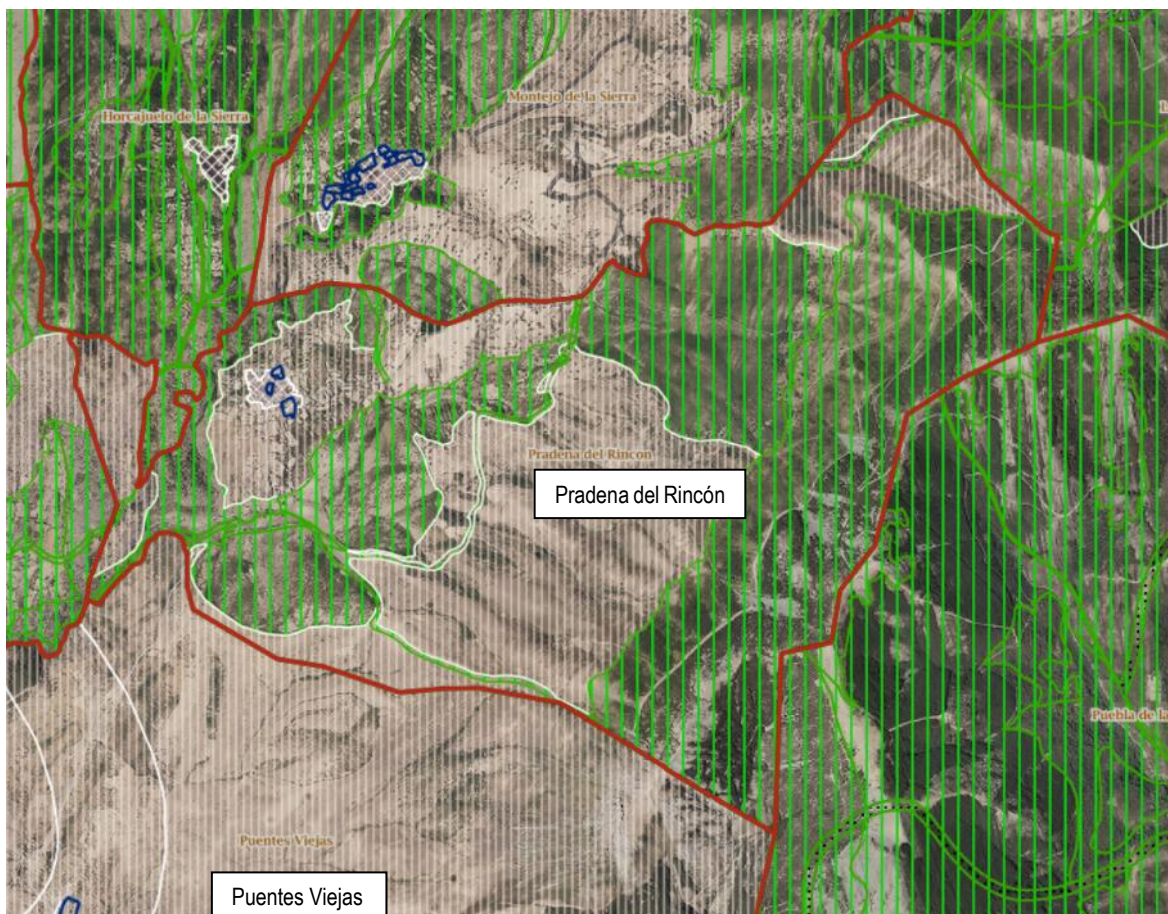 Montejo de la Sierra
Horcajuelo de la Sierra
Pradena del Rincon
Pradena del Rincón
Puebla de la
Puentes Viejas
Puentes Viejas